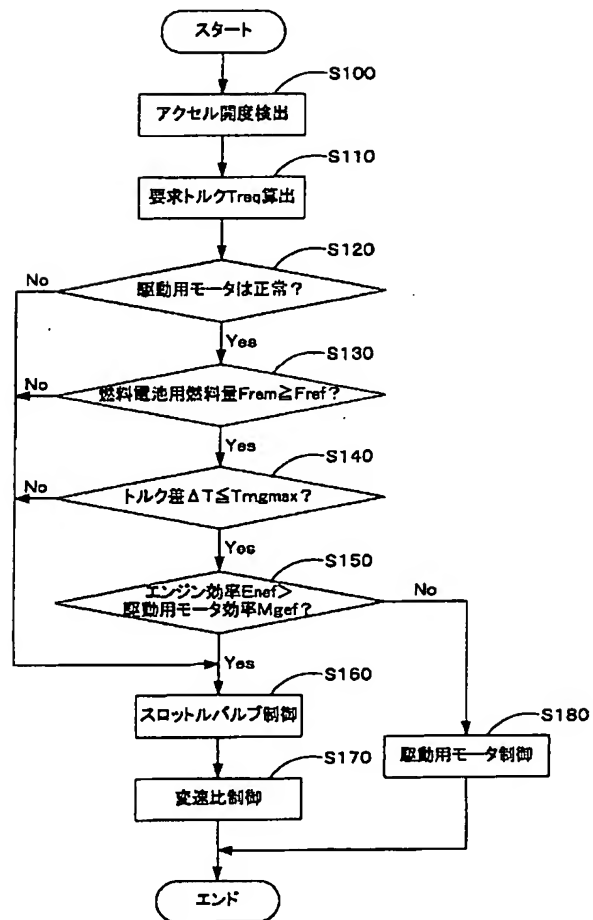 スタート
S100
アクセル開度検出
S110
要求トルクTreq算出
S120
No
駆動用モータは正常？
Yes
S130
No
燃料電池用燃料量Frem≧Fref？
Yes
S140
No
トルク差ΔT≦Tmgmax？
Yes
S150
エンジン効率Enef>
駆動用モータ効率Mgef？
No
Yes
S160
スロットルバルブ制御
S180
駆動用モータ制御
S170
変速比制御
エンド